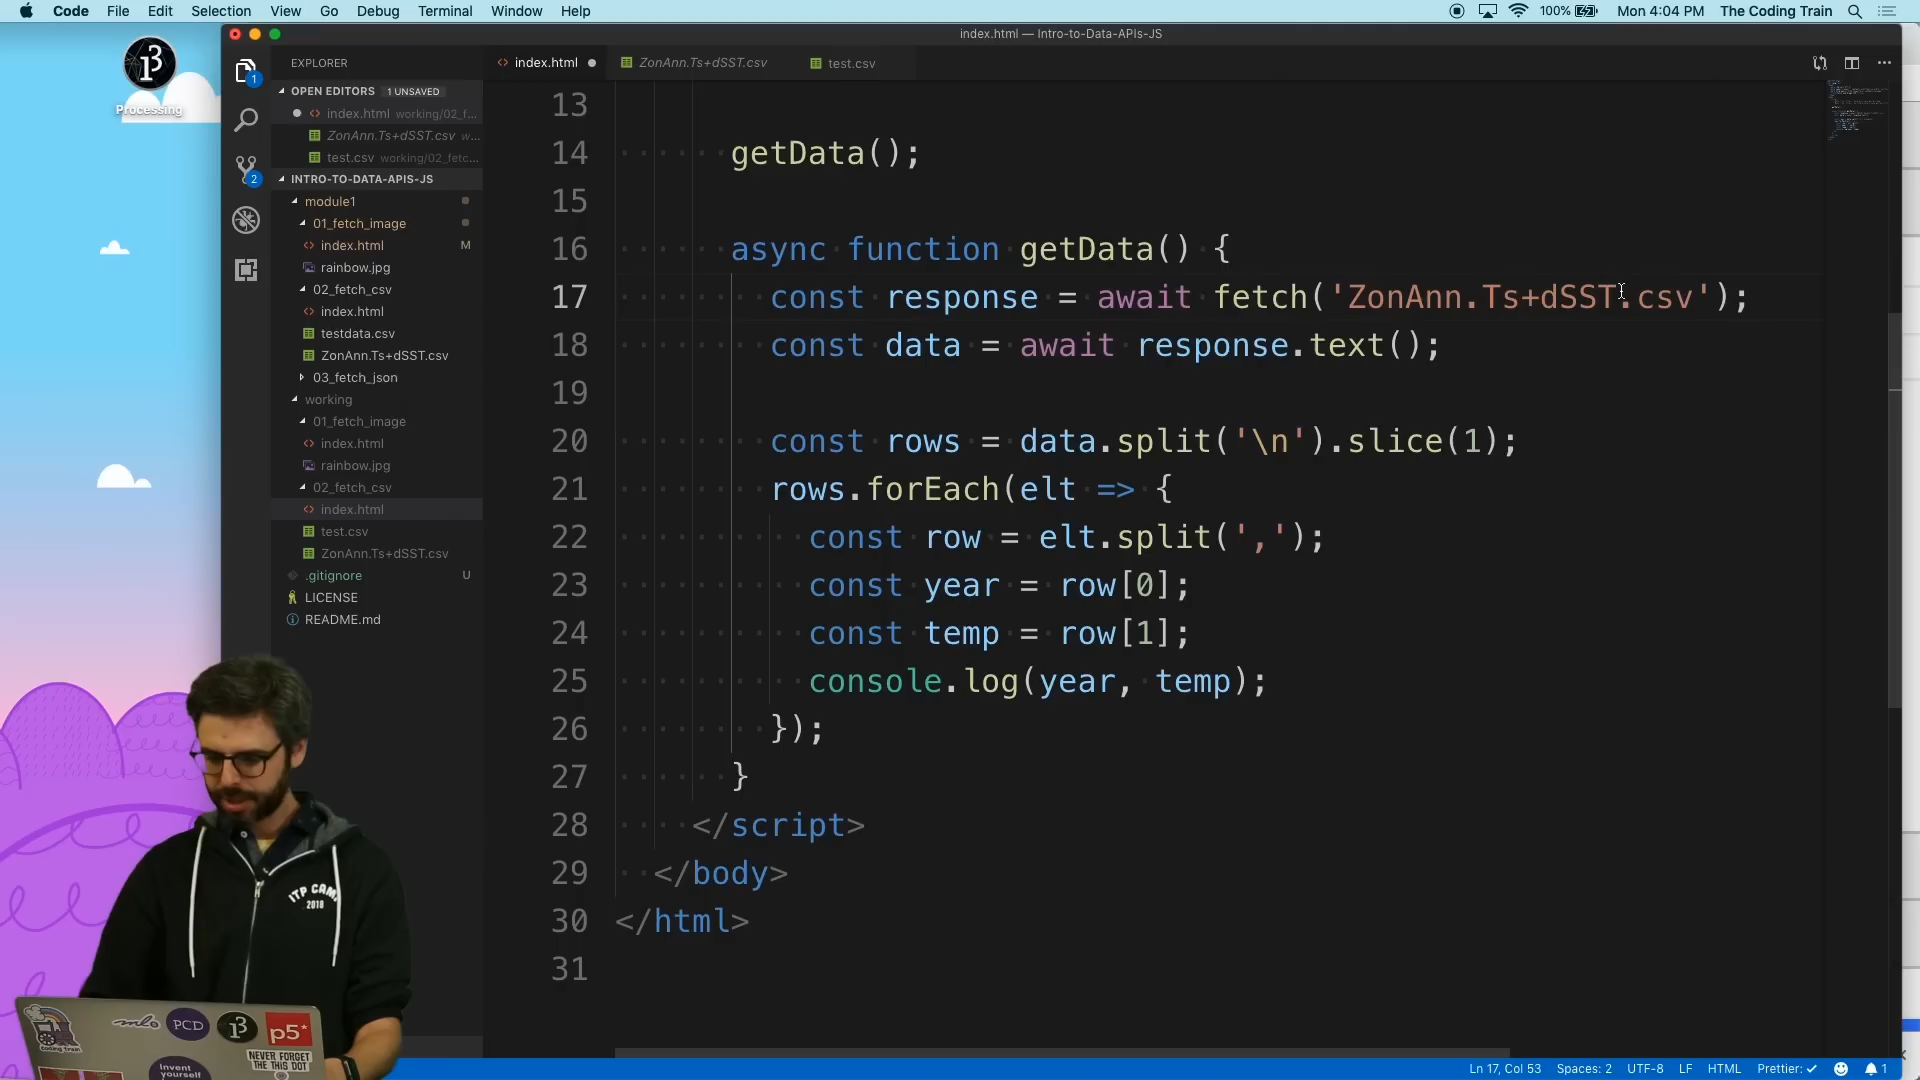 Code File Edit Selection View Go Debug Terminal Window Help
100% Mon 4:04 PM The Coding Train
index.html — Intro-to-Data-APIs-JS
Processing
EXPLORER
OPEN EDITORS 1 UNSAVED
index.html working/02_f...
ZonAnn.Ts+dSST.csv w...
test.csv working/02_fetc...
INTRO-TO-DATA-APIS-JS
module1
01_fetch_image
index.html M
rainbow.jpg
02_fetch_csv
index.html
testdata.csv
ZonAnn.Ts+dSST.csv
03_fetch_json
working
01_fetch_image
index.html
rainbow.jpg
02_fetch_csv
index.html
test.csv
ZonAnn.Ts+dSST.csv
.gitignore U
LICENSE
README.md
1
2
index.html ZonAnn.Ts+dSST.csv test.csv
13
14 getData();
15
16 async function getData() {
17 const response = await fetch('ZonAnn.Ts+dSST.csv');
18 const data = await response.text();
19
20 const rows = data.split('\n').slice(1);
21 rows.forEach(elt => {
22 const row = elt.split(',');
23 const year = row[0];
24 const temp = row[1];
25 console.log(year, temp);
26 });
27 }
28 </script>
29 </body>
30 </html>
31
ITP CAMP
2018
mlo PCD p5*
NEVER FORGET
THE THIS DOT
Invent
yourself
Ln 17, Col 53 Spaces: 2 UTF-8 LF HTML Prettier: ✓ 1